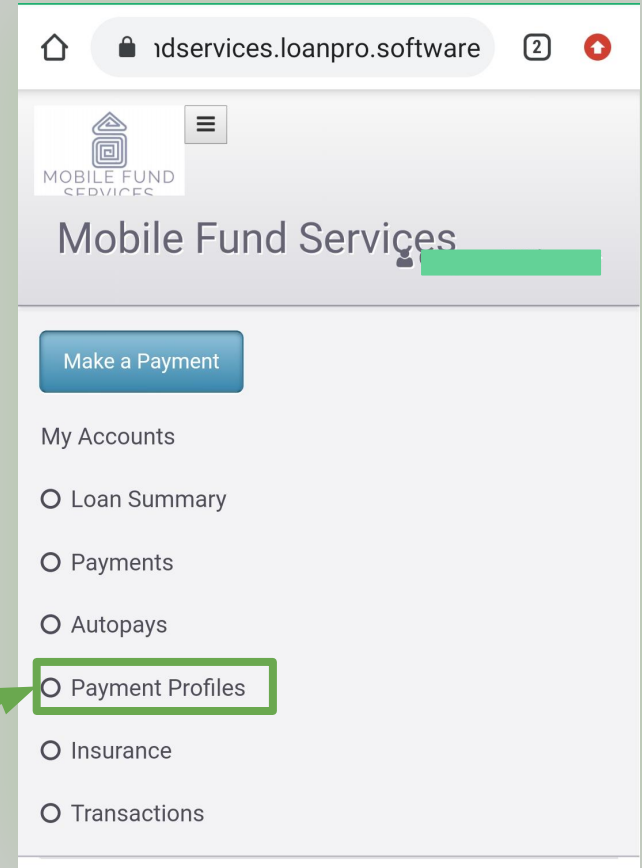 ndservices.loanpro.software
2
MOBILE FUND
SERVICES
Mobile Fund Services
Make a Payment
My Accounts
Loan Summary
Payments
Autopays
Payment Profiles
Insurance
Transactions